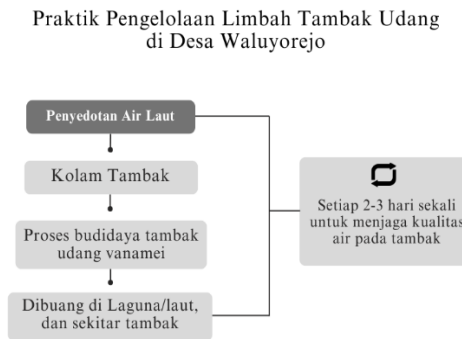 Praktik Pengelolaan Limbah Tambak Udang
di Desa Waluyorejo
Penyedotan Air Laut
Kolam Tambak
Proses budidaya tambak
udang vanamei
Dibuang di Laguna/laut,
dan sekitar tambak
Setiap 2-3 hari sekali
untuk menjaga kualitas
air pada tambak